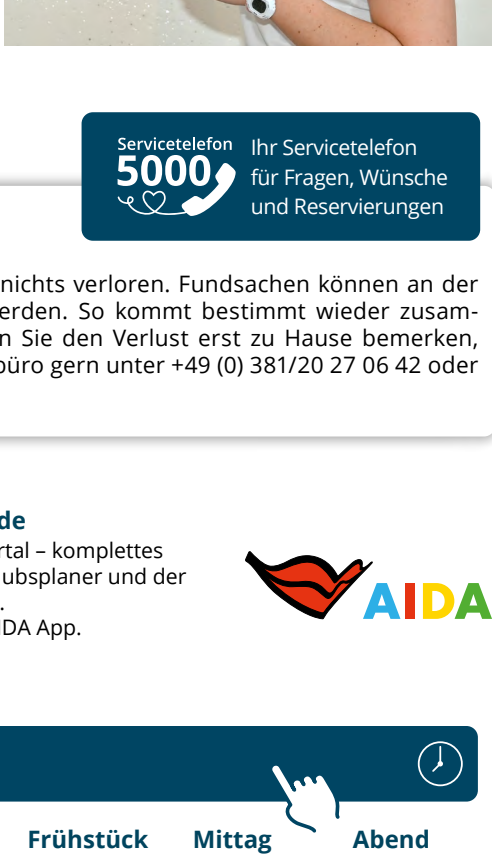 Servicetelefon
5000
Ihr Servicetelefon
für Fragen, Wünsche
und Reservierungen
nichts verloren. Fundsachen können an der
erden. So kommt bestimmt wieder zusam-
n Sie den Verlust erst zu Hause bemerken,
büro gern unter +49 (0) 381/20 27 06 42 oder
de
rtal – komplettes
ubsplaner und der
.
IDA App.
AIDA
Frühstück Mittag Abend